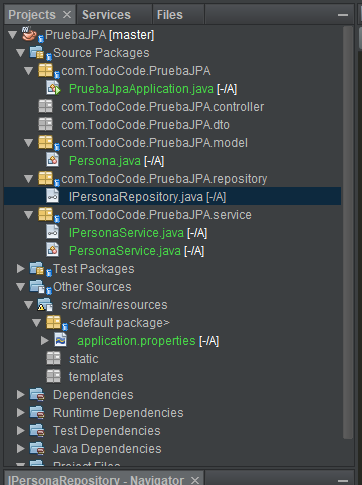 Projects Services Files
PruebaJPA [master]
Source Packages
com.TodoCode.PruebaJPA
PruebaJpaApplication.java [-/A]
com.TodoCode.PruebaJPA.controller
com.TodoCode.PruebaJPA.dto
com.TodoCode.PruebaJPA.model
Persona.java [-/A]
com.TodoCode.PruebaJPA.repository
IPersonaRepository.java [-/A]
com.TodoCode.PruebaJPA.service
IPersonaService.java [-/A]
PersonaService.java [-/A]
Test Packages
Other Sources
src/main/resources
<default package>
application.properties [-/A]
static
templates
Dependencies
Runtime Dependencies
Test Dependencies
Java Dependencies
Project Files
IPersonaRepository - Navigator